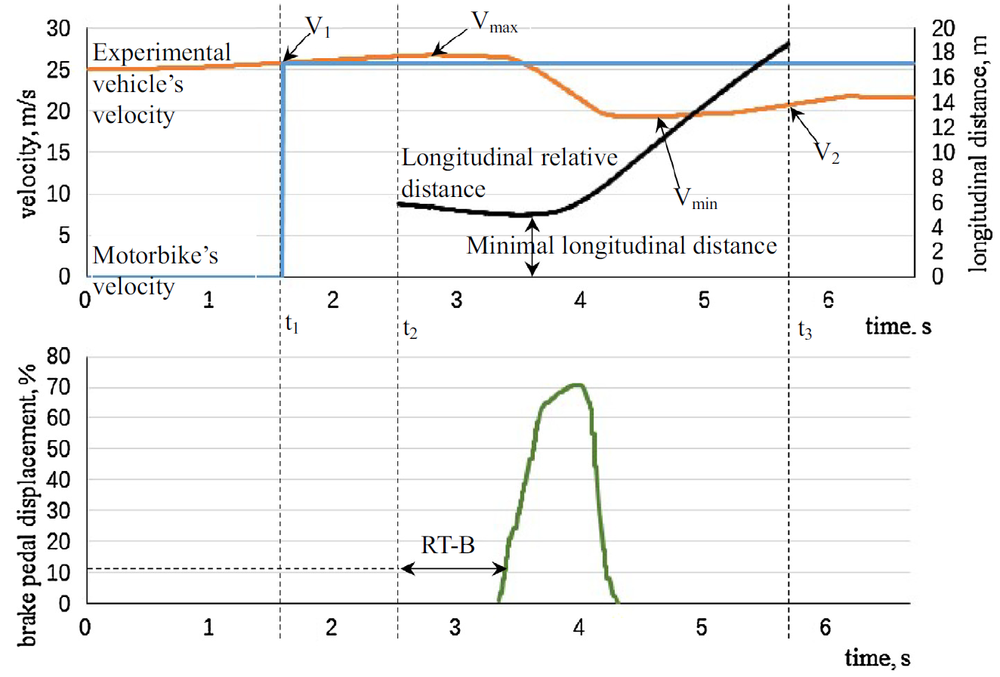 V1
Vmax
30
25
20
15
10
5
0
velocity, m/s
Experimental
vehicle's
velocity
Motorbike's
velocity
Longitudinal relative
distance
Minimal longitudinal distance
Vmin
V2
20
18
16
14
12
10
8
6
4
2
0
longitudinal distance, m
0 1 2 3 4 5 6
t1 t2 t3 time. s
80
70
60
50
40
30
20
10
0
brake pedal displacement, %
RT-B
0 1 2 3 4 5 6
time, s